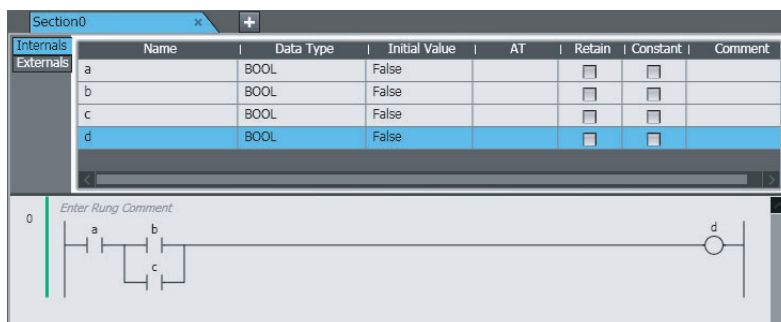 Section0 × +
Internals
Externals
Name Data Type Initial Value AT Retain Constant Comment
a BOOL False
b BOOL False
c BOOL False
d BOOL False
0 Enter Rung Comment
a b d
c